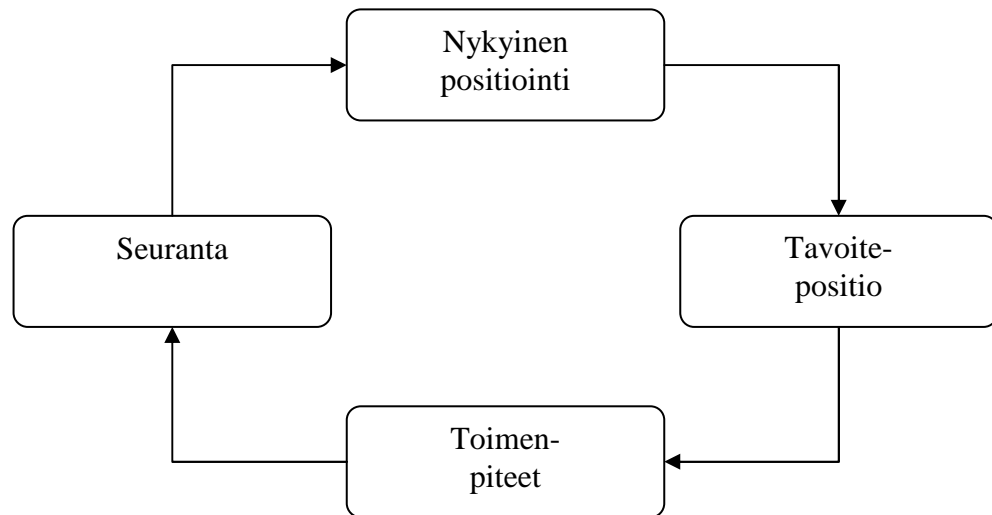 Nykyinen
positiointi
Seuranta
Tavoite-
positio
Toimen-
piteet